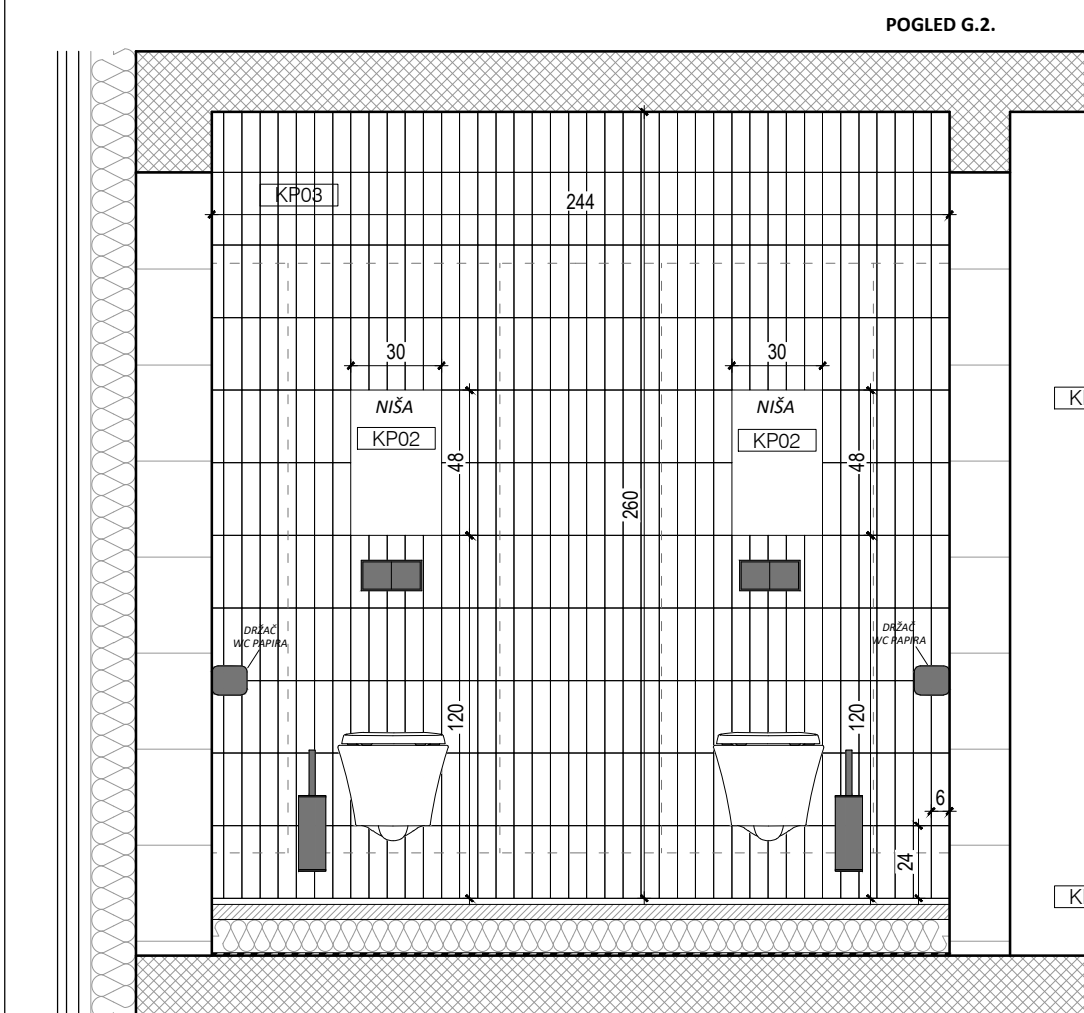 POGLED G.2.
KP03
244
30
30
NIŠA
KP02
48
NIŠA
KP02
48
260
DRŽAČ
WC PAPIRA
DRŽAČ
WC PAPIRA
120
120
6
24